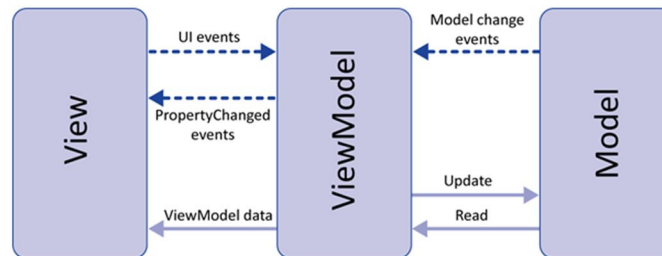 View
UI events
PropertyChanged
events
ViewModel data
ViewModel
Model change
events
Update
Read
Model